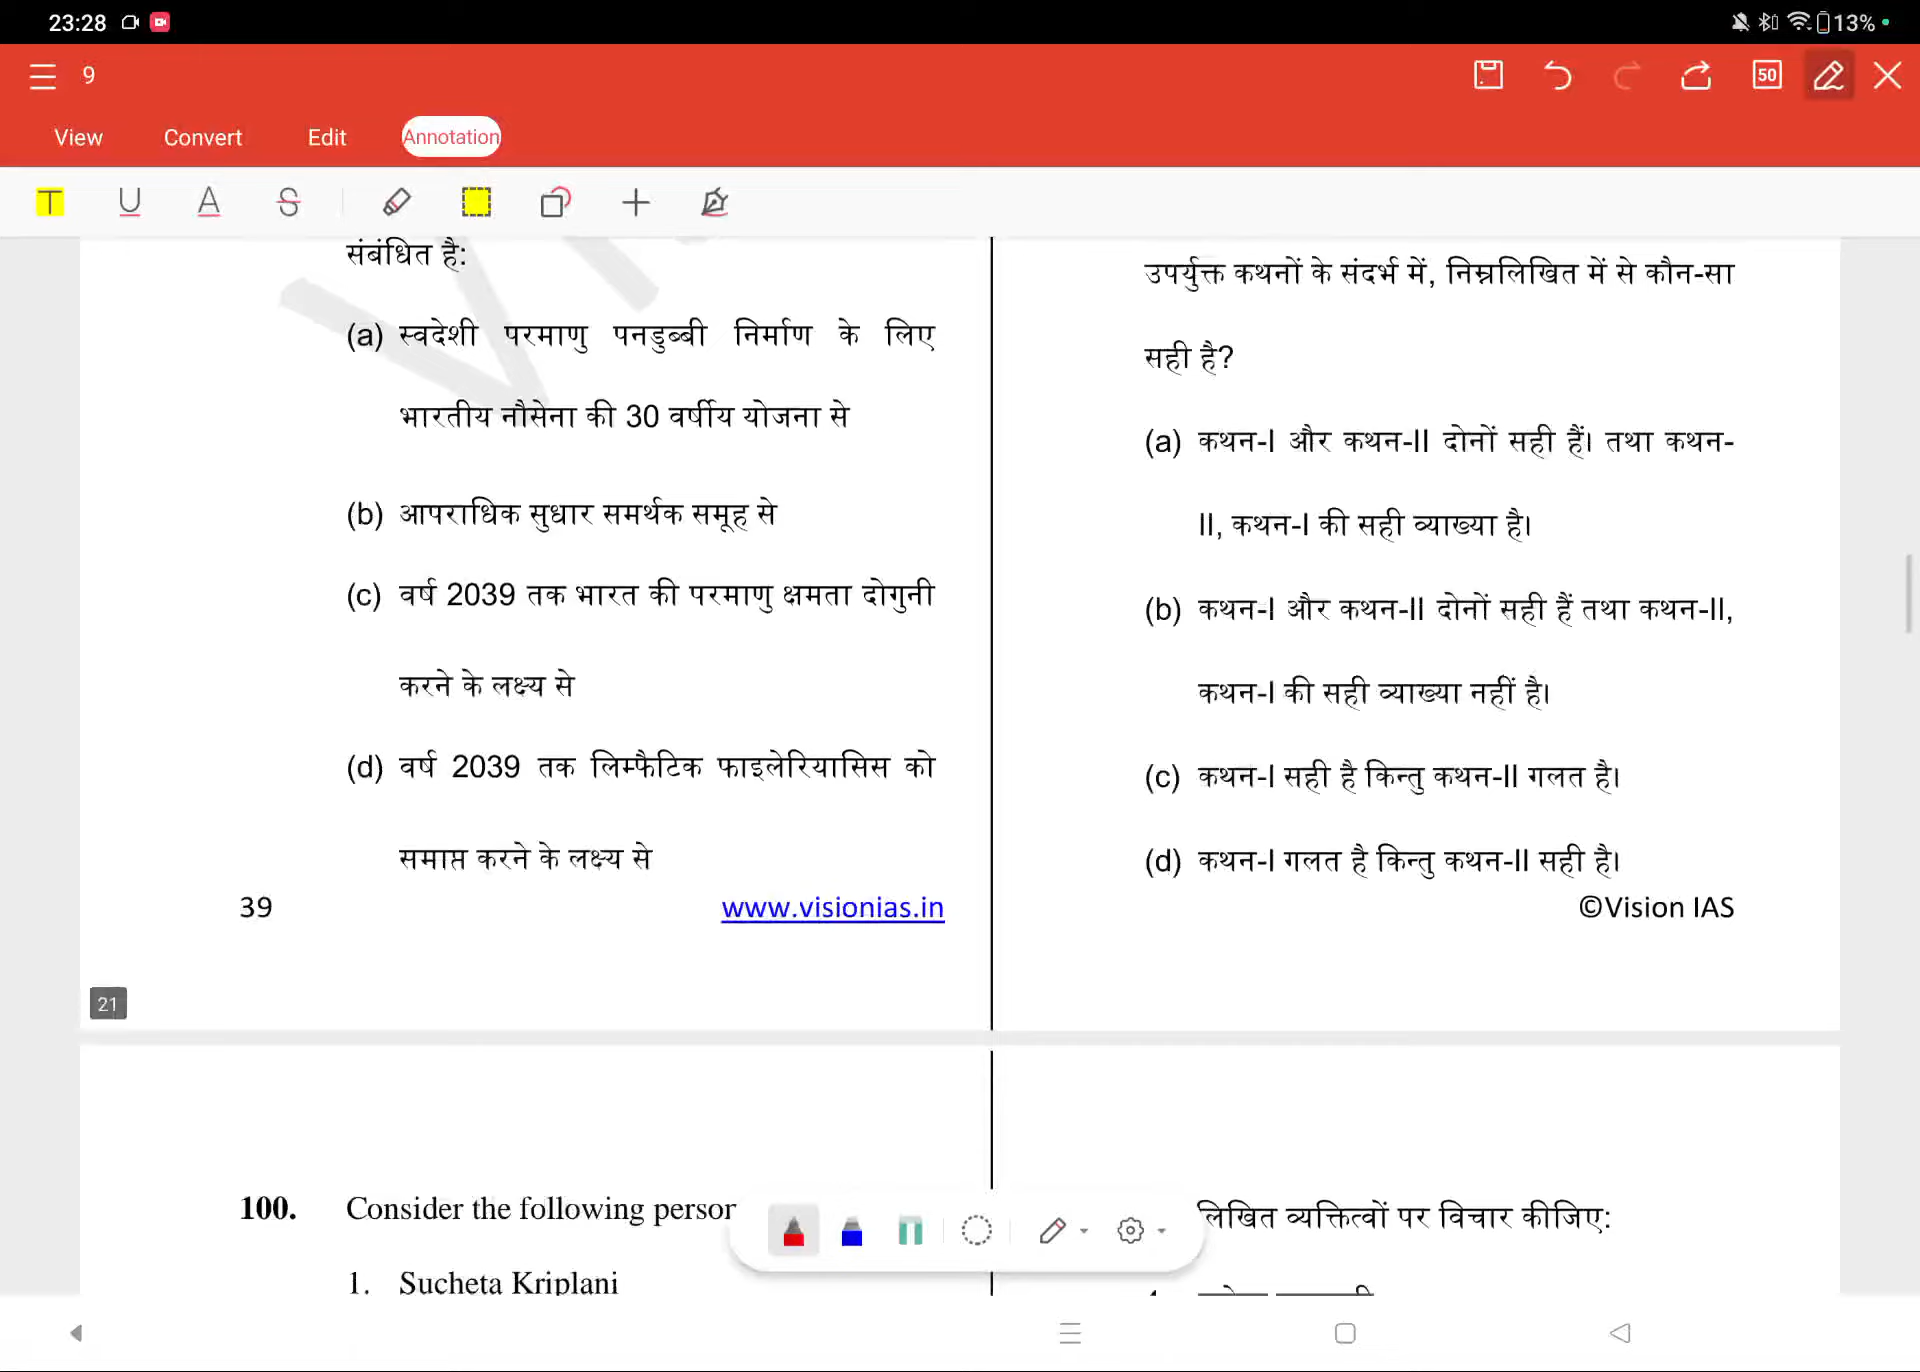 23:28
13%
9
50
View
Convert
Edit
Annotation
संबंधित है:
(a) स्वदेशी परमाणु पनडुब्बी निर्माण के लिए
भारतीय नौसेना की 30 वर्षीय योजना से
(b) आपराधिक सुधार समर्थक समूह से
(c) वर्ष 2039 तक भारत की परमाणु क्षमता दोगुनी
करने के लक्ष्य से
(d) वर्ष 2039 तक लिम्फैटिक फाइलेरियासिस को
समाप्त करने के लक्ष्य से
39
www.visionias.in
उपर्युक्त कथनों के संदर्भ में, निम्नलिखित में से कौन-सा
सही है?
(a) कथन-I और कथन-II दोनों सही हैं। तथा कथन-
II, कथन-I की सही व्याख्या है।
(b) कथन-I और कथन-II दोनों सही हैं तथा कथन-II,
कथन-I की सही व्याख्या नहीं है।
(c) कथन-I सही है किन्तु कथन-II गलत है।
(d) कथन-I गलत है किन्तु कथन-II सही है।
©Vision IAS
21
100. Consider the following person
1. Sucheta Kriplani
लिखित व्यक्तित्वों पर विचार कीजिए: